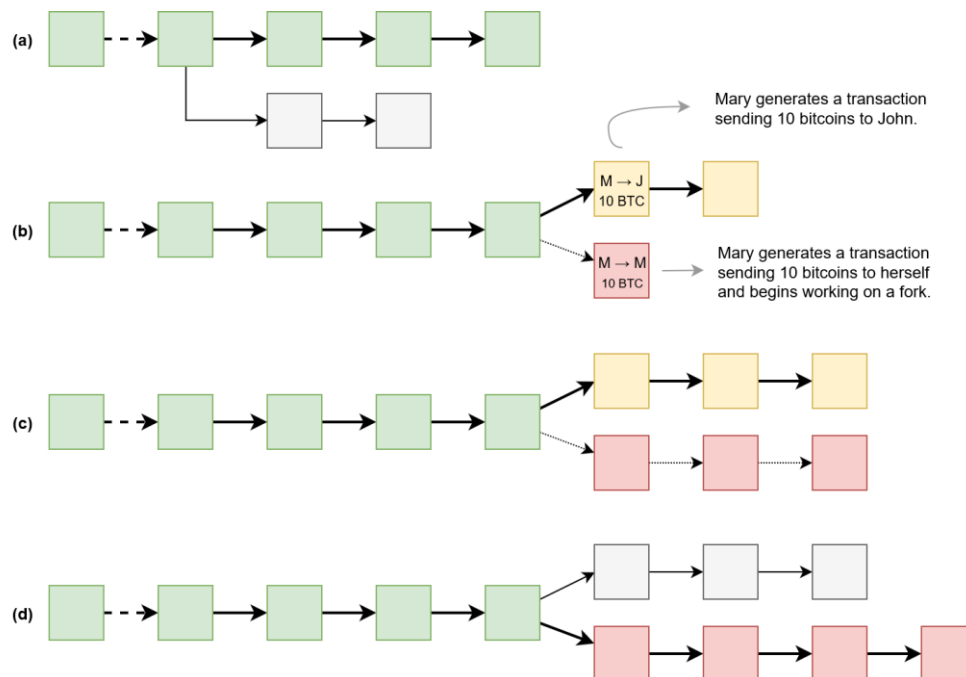 (a)
Mary generates a transaction
sending 10 bitcoins to John.
M → J
10 BTC
(b)
M → M
10 BTC
Mary generates a transaction
sending 10 bitcoins to herself
and begins working on a fork.
(c)
(d)